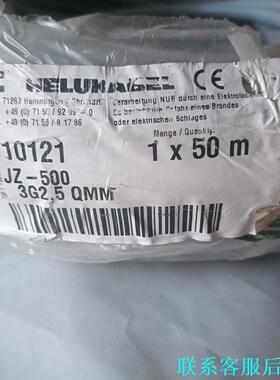 HELUKABEL CE
71282 Hemmingen / Stuttgart Verarbeitung NUR durch eine Elektrofach
+49 (0) 71 50 / 92 09 - 0 Es besteht die Gefahr eines Brandes
+49 (0) 71 50 / 8 17 86 oder elektrischen Schlages
Menge / Quantity:
10121 1 x 50 m
JZ-500
3G2,5 QMM
联系客服后